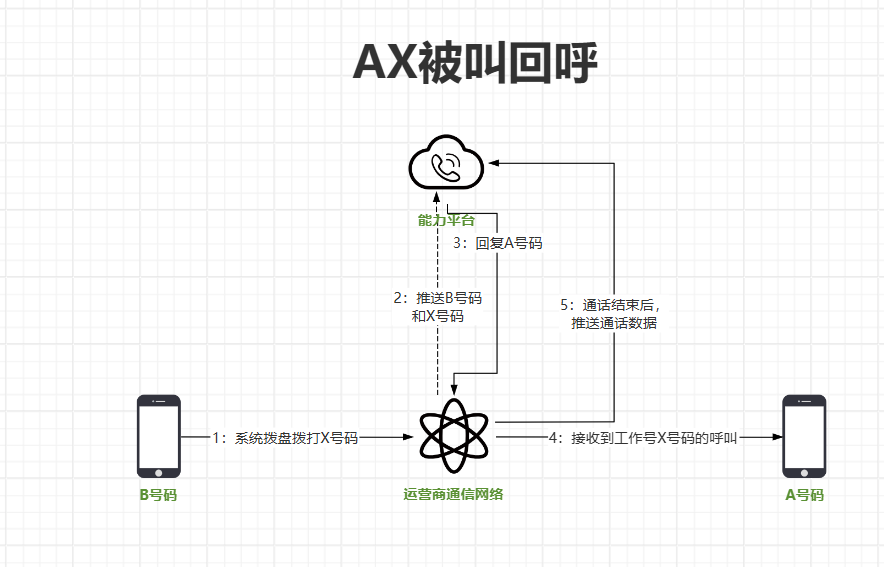 AX被叫回呼
能力平台
3：回复A号码
2：推送B号码
和X号码
5：通话结束后，
推送通话数据
1：系统拨盘拨打X号码
4：接收到工作号X号码的呼叫
B号码
运营商通信网络
A号码